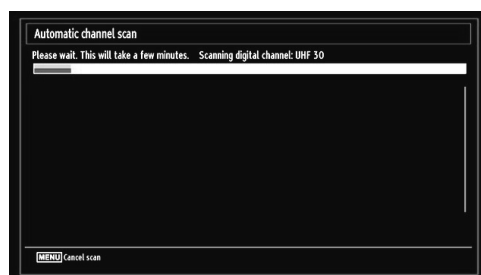 Automatic channel scan
Please wait. This will take a few minutes. Scanning digital channel: UHF 30
MENU Cancel scan